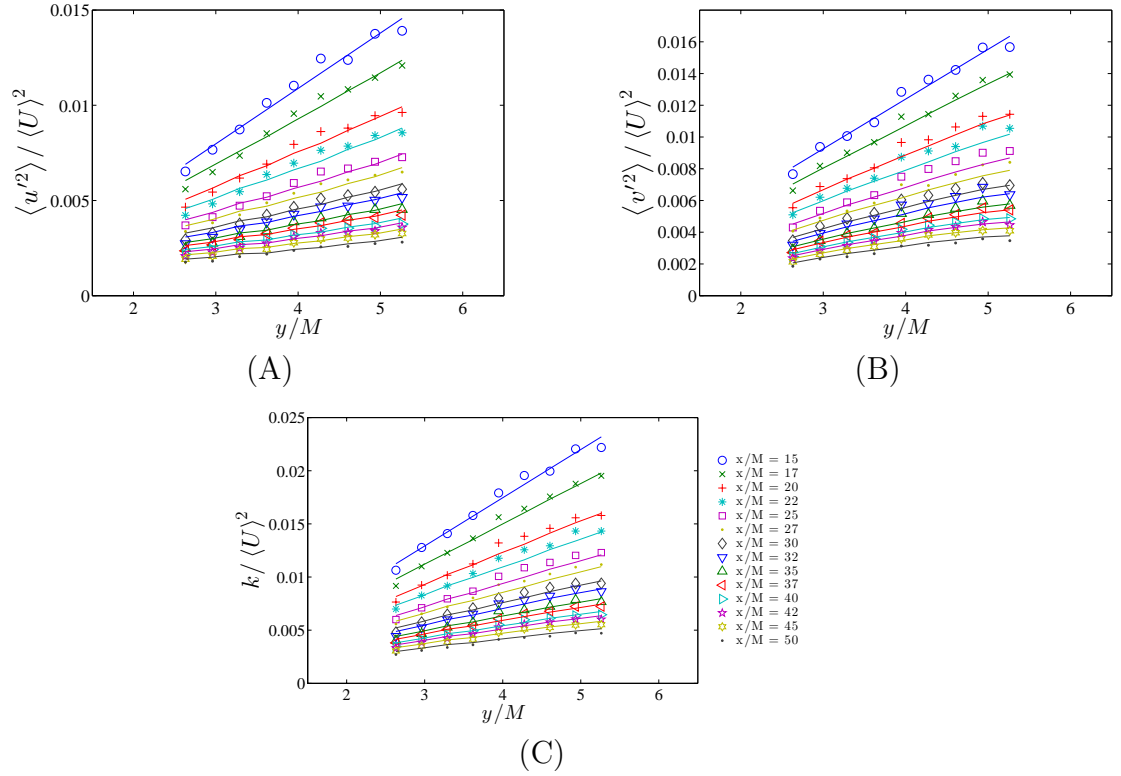 0.015
0.01
0.005
0
2
3
4
5
6
⟨u′²⟩ / ⟨U⟩²
y/M
(A)
0.016
0.014
0.012
0.01
0.008
0.006
0.004
0.002
0
2
3
4
5
6
⟨v′²⟩ / ⟨U⟩²
y/M
(B)
0.025
0.02
0.015
0.01
0.005
0
2
3
4
5
6
k/ ⟨U⟩²
y/M
(C)
x/M = 15
x/M = 17
x/M = 20
x/M = 22
x/M = 25
x/M = 27
x/M = 30
x/M = 32
x/M = 35
x/M = 37
x/M = 40
x/M = 42
x/M = 45
x/M = 50